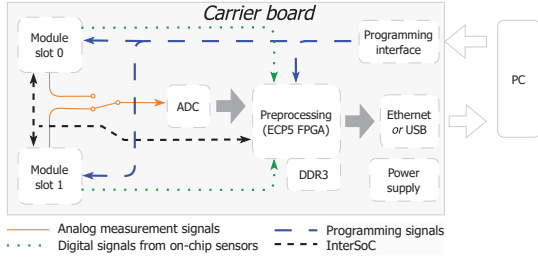 Carrier board
Module
slot 0
Programming
interface
PC
ADC
Preprocessing
(ECP5 FPGA)
Ethernet
or USB
Module
slot 1
DDR3
Power
supply
Analog measurement signals
Programming signals
Digital signals from on-chip sensors
InterSoC